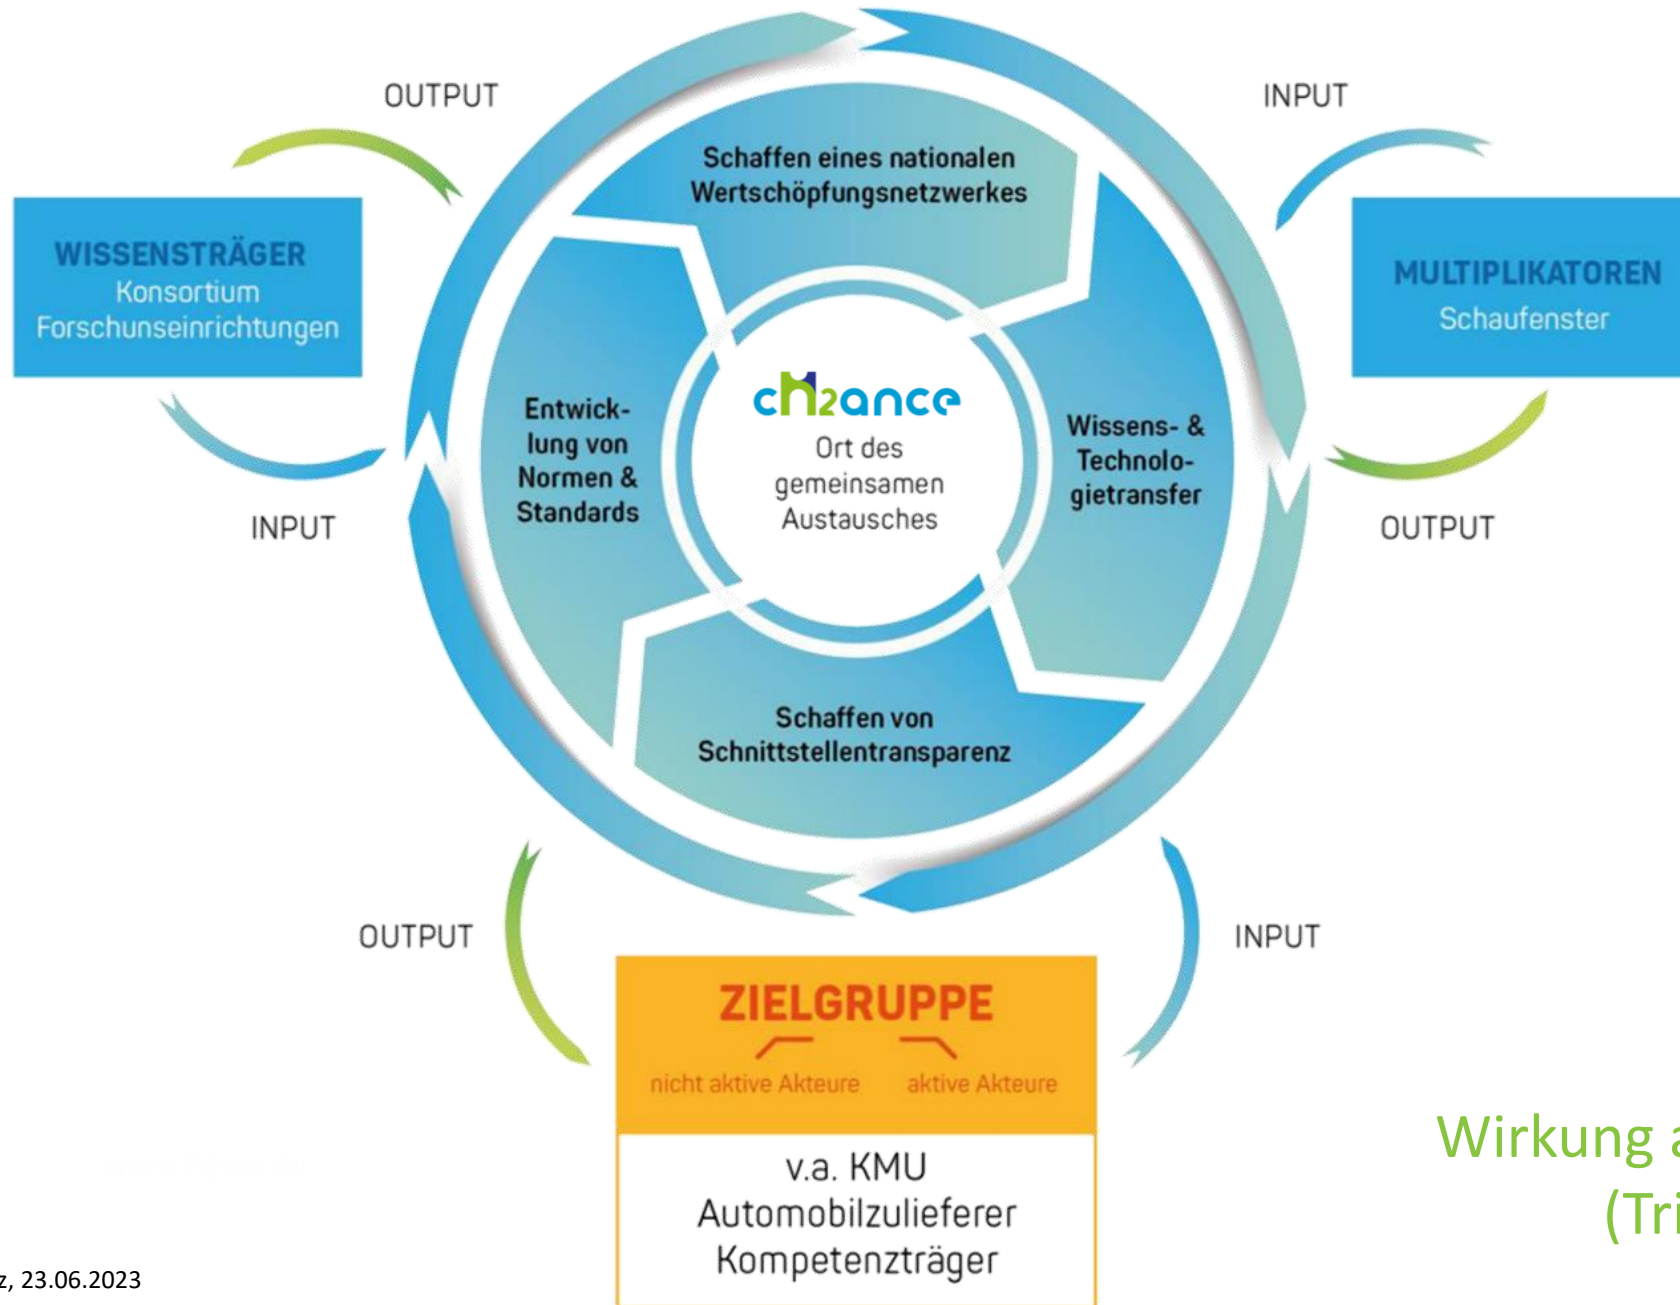 OUTPUT
INPUT
Schaffen eines nationalen
Wertschöpfungsnetzwerkes
WISSENSTRÄGER
Konsortium
Forschunseinrichtungen
MULTIPLIKATOREN
Schaufenster
Entwick-
lung von
Normen &
Standards
cH2ance
Ort des
gemeinsamen
Austausches
Wissens- &
Technolo-
gietransfer
INPUT
OUTPUT
Schaffen von
Schnittstellentransparenz
OUTPUT
INPUT
ZIELGRUPPE
nicht aktive Akteure
aktive Akteure
v.a. KMU
Automobilzulieferer
Kompetenzträger
Wirkung
23.06.2023